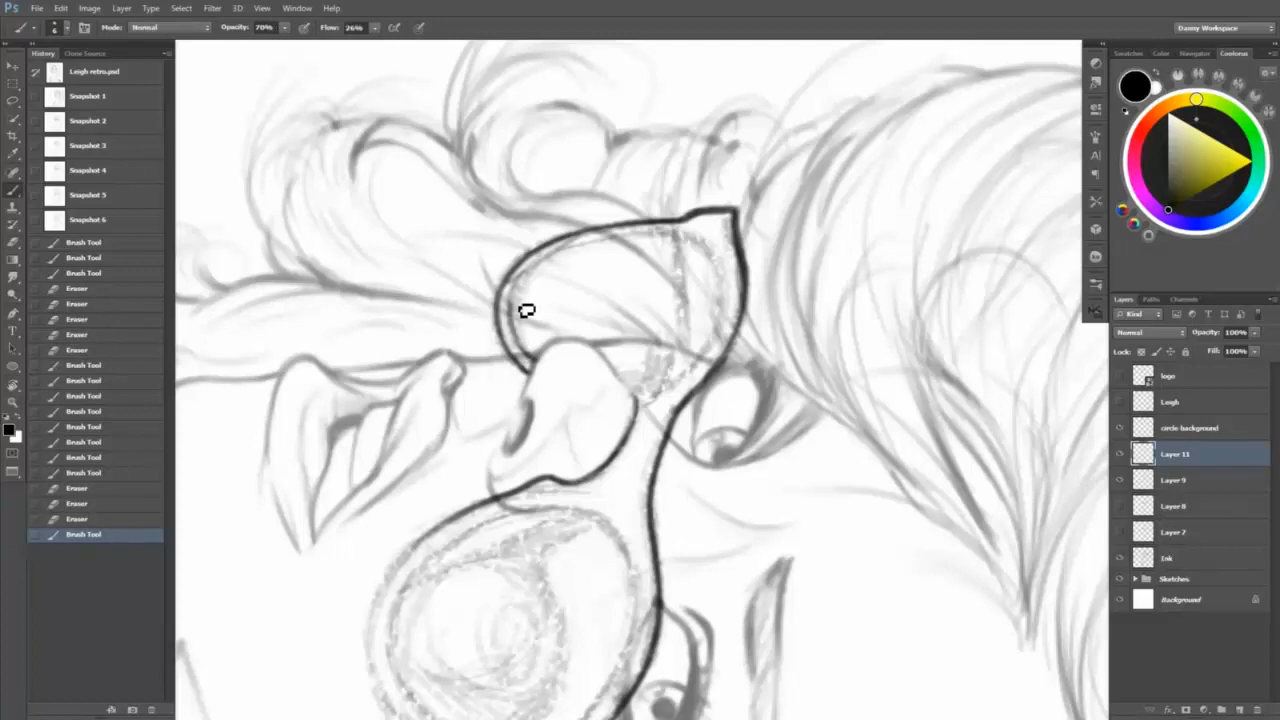 Ps File Edit Image Layer Type Select Filter 3D View Window Help
6 Mode: Normal Opacity: 70% Flow: 26% Danny Workspace
History Clone Source
Leigh retro.psd
Snapshot 1
Snapshot 2
Snapshot 3
Snapshot 4
Snapshot 5
Snapshot 6
Brush Tool
Brush Tool
Brush Tool
Eraser
Eraser
Eraser
Eraser
Eraser
Brush Tool
Brush Tool
Brush Tool
Brush Tool
Brush Tool
Brush Tool
Brush Tool
Brush Tool
Eraser
Eraser
Eraser
Brush Tool
Swatches Color Navigator Coolorus
Layers Paths Channels
Kind
Normal Opacity: 100%
Lock: Fill: 100%
logo
Leigh
circle background
Layer 11
Layer 9
Layer 8
Layer 7
Ink
Sketches
Background